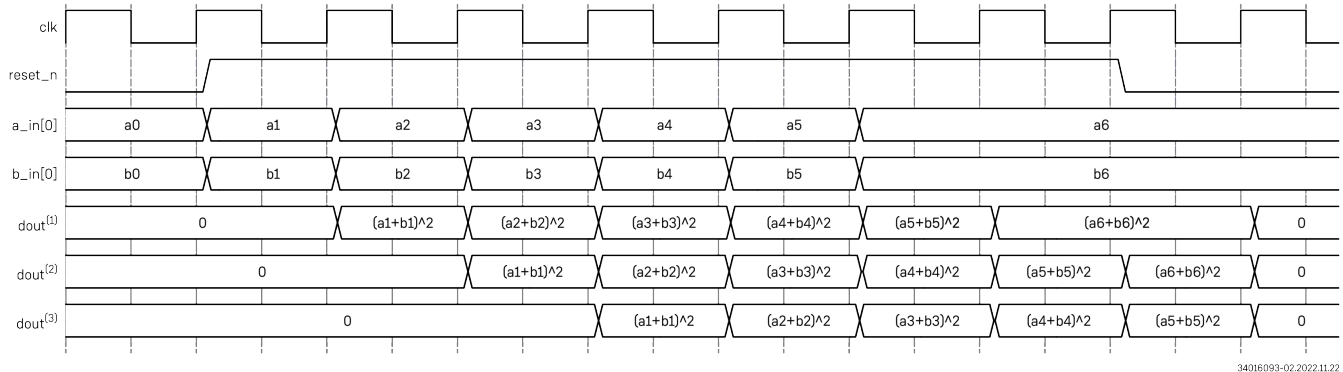 clk
reset_n
a_in[0] a0 a1 a2 a3 a4 a5 a6
b_in[0] b0 b1 b2 b3 b4 b5 b6
dout(1) 0 (a1+b1)^2 (a2+b2)^2 (a3+b3)^2 (a4+b4)^2 (a5+b5)^2 (a6+b6)^2 0
dout(2) 0 (a1+b1)^2 (a2+b2)^2 (a3+b3)^2 (a4+b4)^2 (a5+b5)^2 (a6+b6)^2 0
dout(3) 0 (a1+b1)^2 (a2+b2)^2 (a3+b3)^2 (a4+b4)^2 (a5+b5)^2 0
34016093-02.2022.11.22